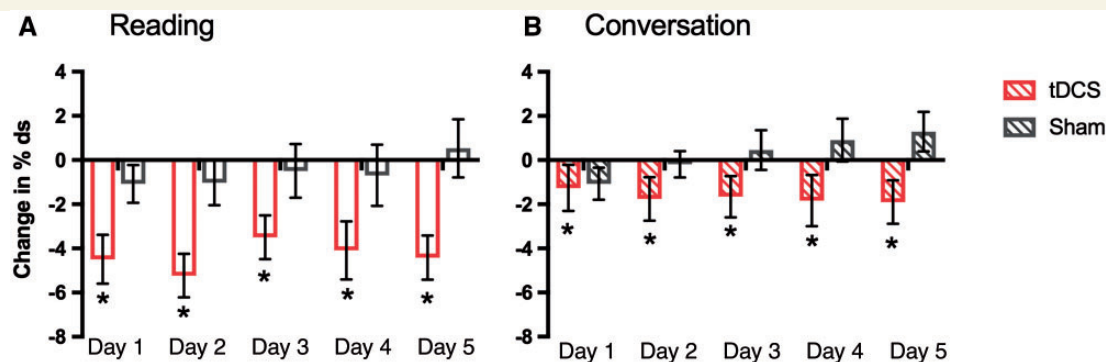 A Reading
B Conversation
Change in % ds
4
2
0
-2
-4
-6
-8
* * * * *
Day 1 Day 2 Day 3 Day 4 Day 5
4
2
0
-2
-4
-6
-8
* * * * *
Day 1 Day 2 Day 3 Day 4 Day 5
tDCS
Sham